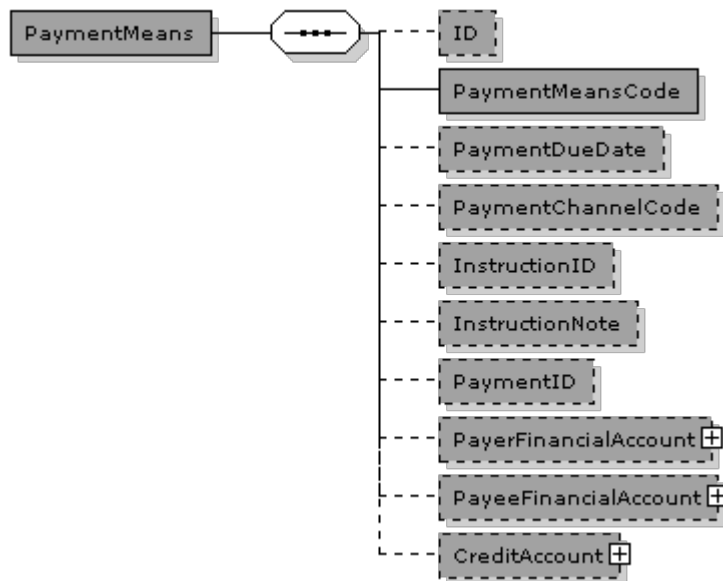 PaymentMeans
ID
PaymentMeansCode
PaymentDueDate
PaymentChannelCode
InstructionID
InstructionNote
PaymentID
PayerFinancialAccount
PayeeFinancialAccount
CreditAccount